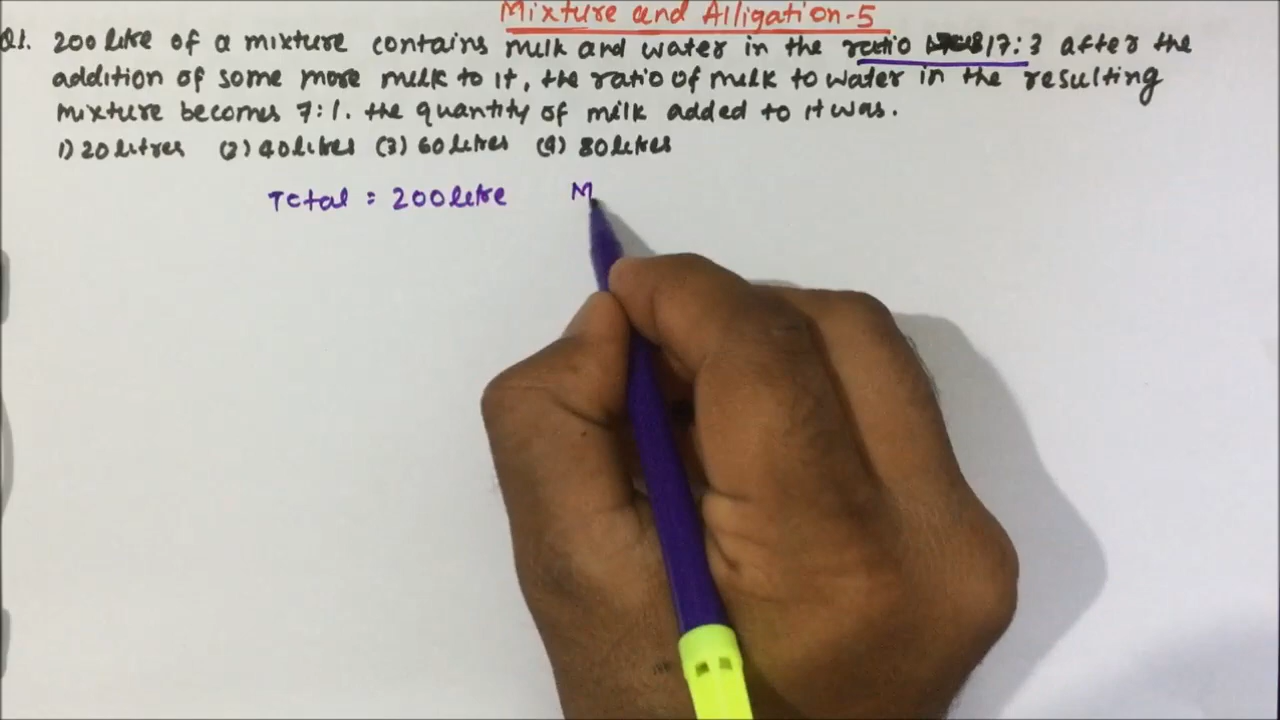 Mixture and Alligation-5
Q1. 200 litre of a mixture contains milk and water in the ratio 17:3 after the
addition of some more milk to it, the ratio of milk to water in the resulting
mixture becomes 7:1. the quantity of milk added to it was.
1) 20 litres (2) 40 litres (3) 60 litres (4) 80 litres
Total = 200 litre M